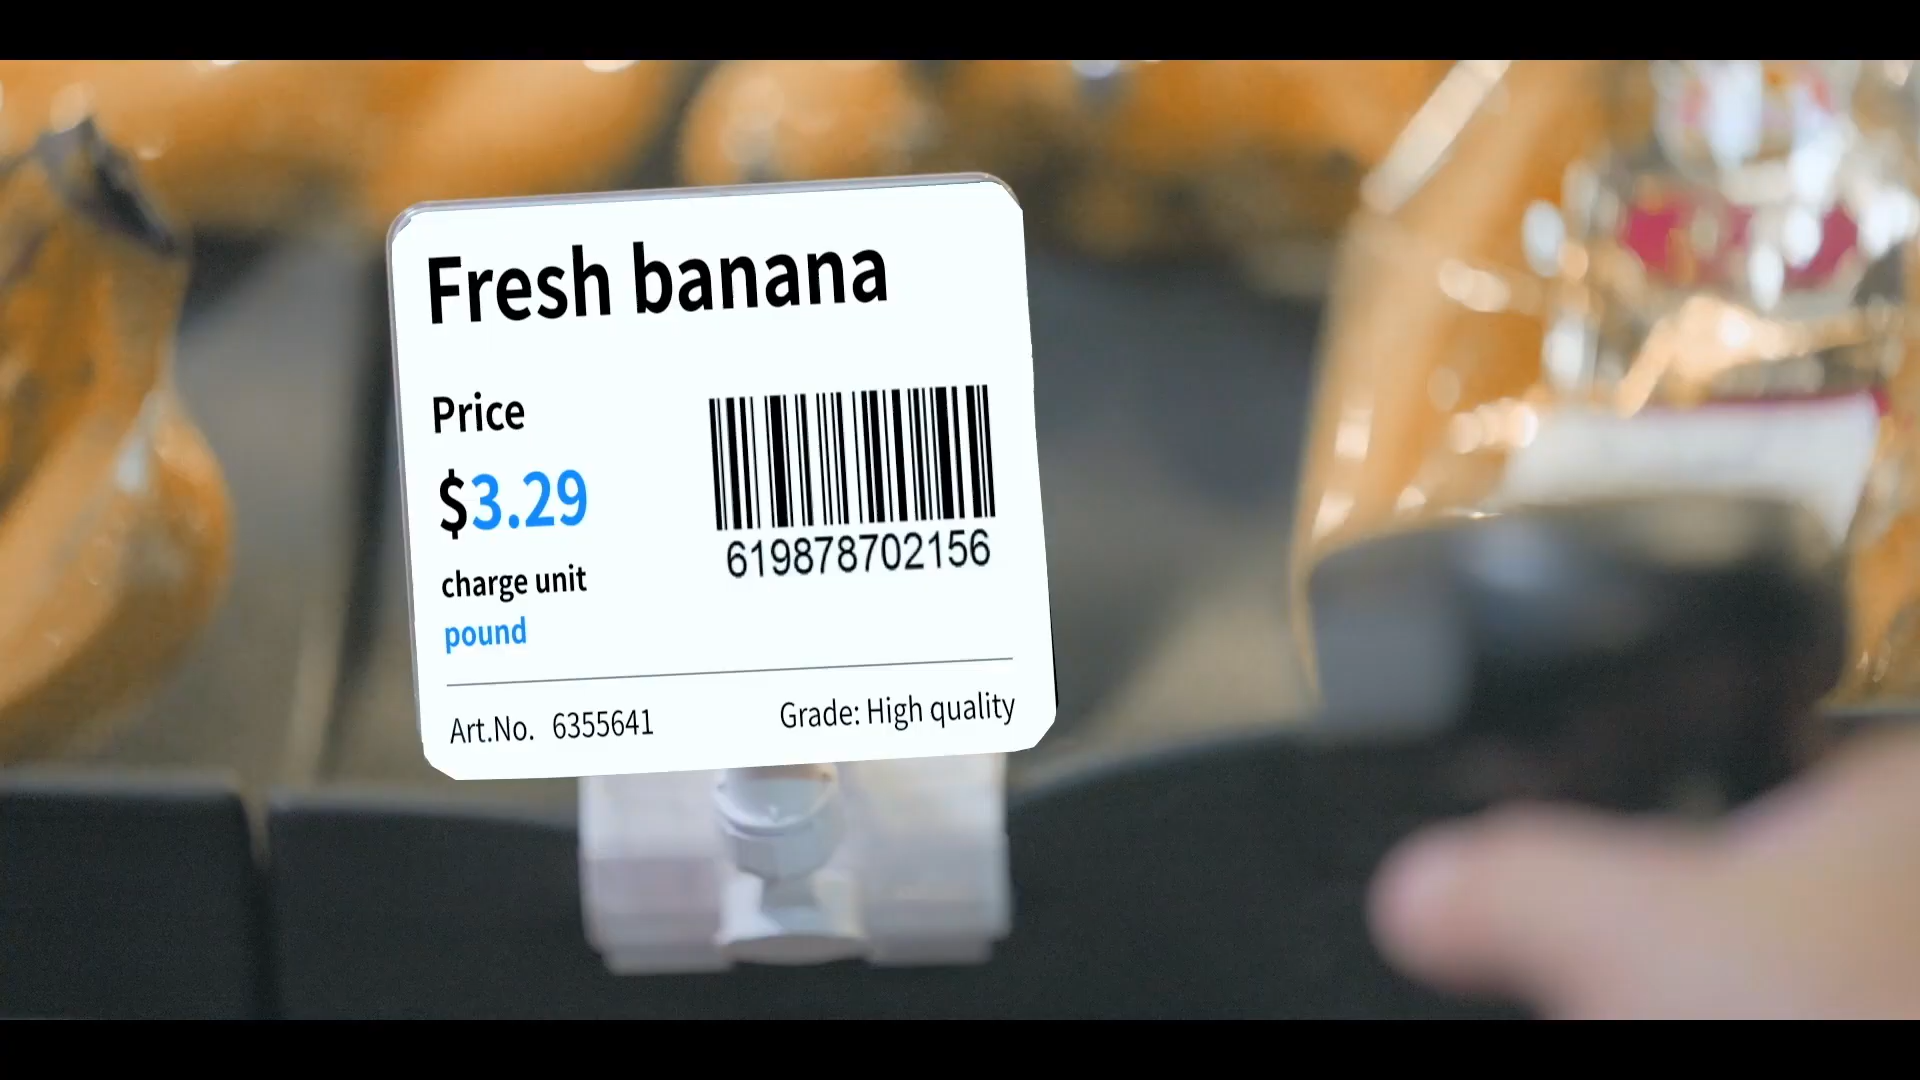 Fresh banana
Price
$3.29
charge unit
pound
619878702156
Art.No. 6355641
Grade: High quality